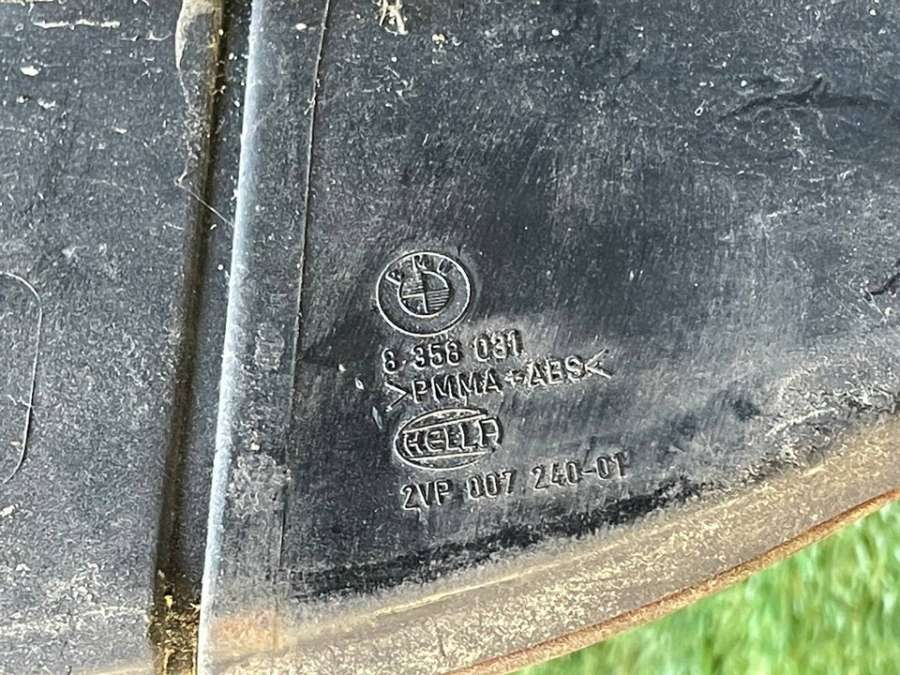 BMW
8 358 031
>PMMA+ABS<
HELLA
2VP 007 240-01